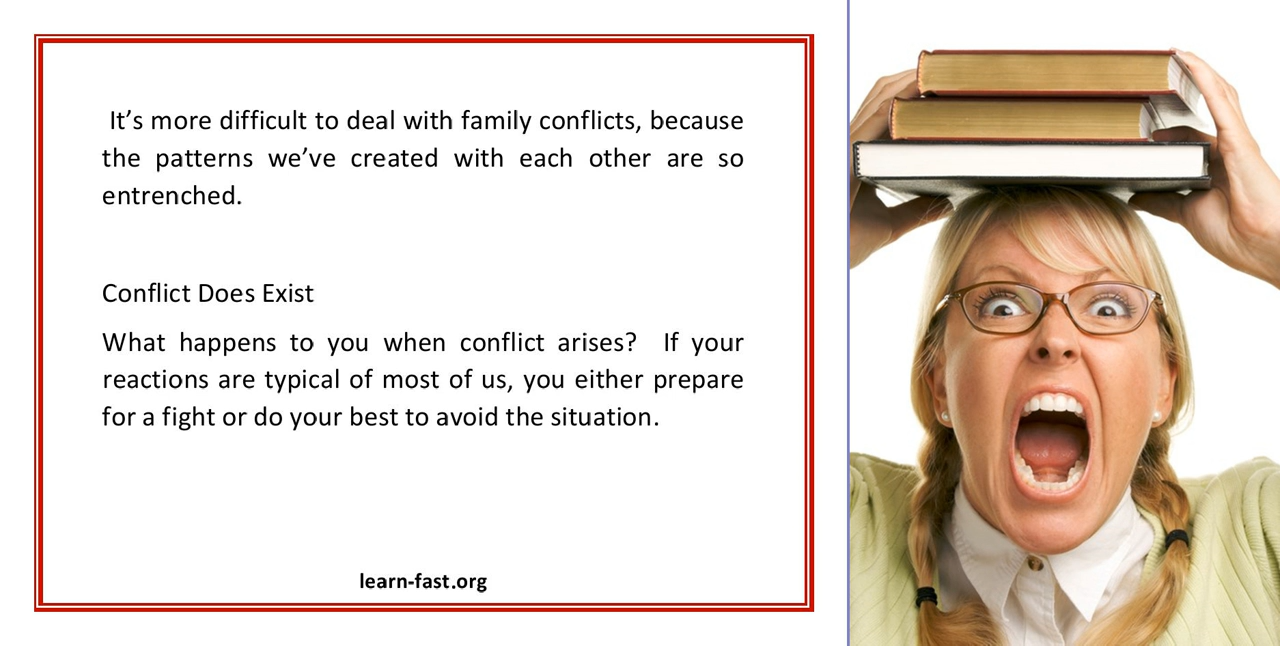 It’s more difficult to deal with family conflicts, because
the patterns we’ve created with each other are so
entrenched.
Conflict Does Exist
What happens to you when conflict arises?  If your
reactions are typical of most of us, you either prepare
for a fight or do your best to avoid the situation.
learn-fast.org